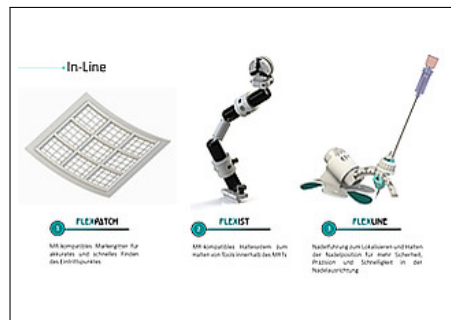 In-Line
1
FLEXPATCH
MR-kompatibles Markergitter für
akkurates und schnelles Finden
des Eintrittspunktes
2
FLEXIST
MR-kompatibles Haltesystem zum
Halten von Tools innerhalb des MRTs
3
FLEXLINE
Nadelführung zum Lokalisieren und Halten
der Nadelposition für mehr Sicherheit,
Präzision und Schnelligkeit in der
Nadelausrichtung